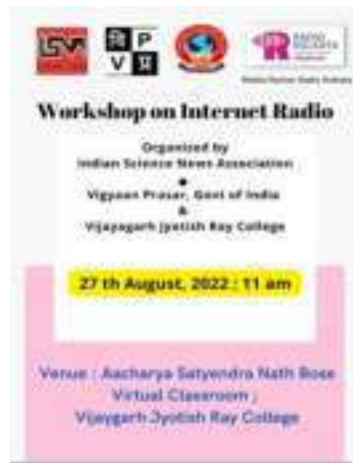 वि P
V प्र
RADIO
Workshop on Internet Radio
Organized by
Indian Science News Association
&
Vigyan Prasar, Govt of India
&
Vijaygarh Jyotish Ray College
27 th August, 2022 : 11 am
Venue : Aacharya Satyendra Nath Bose
Virtual Classroom ;
Vijaygarh Jyotish Ray College